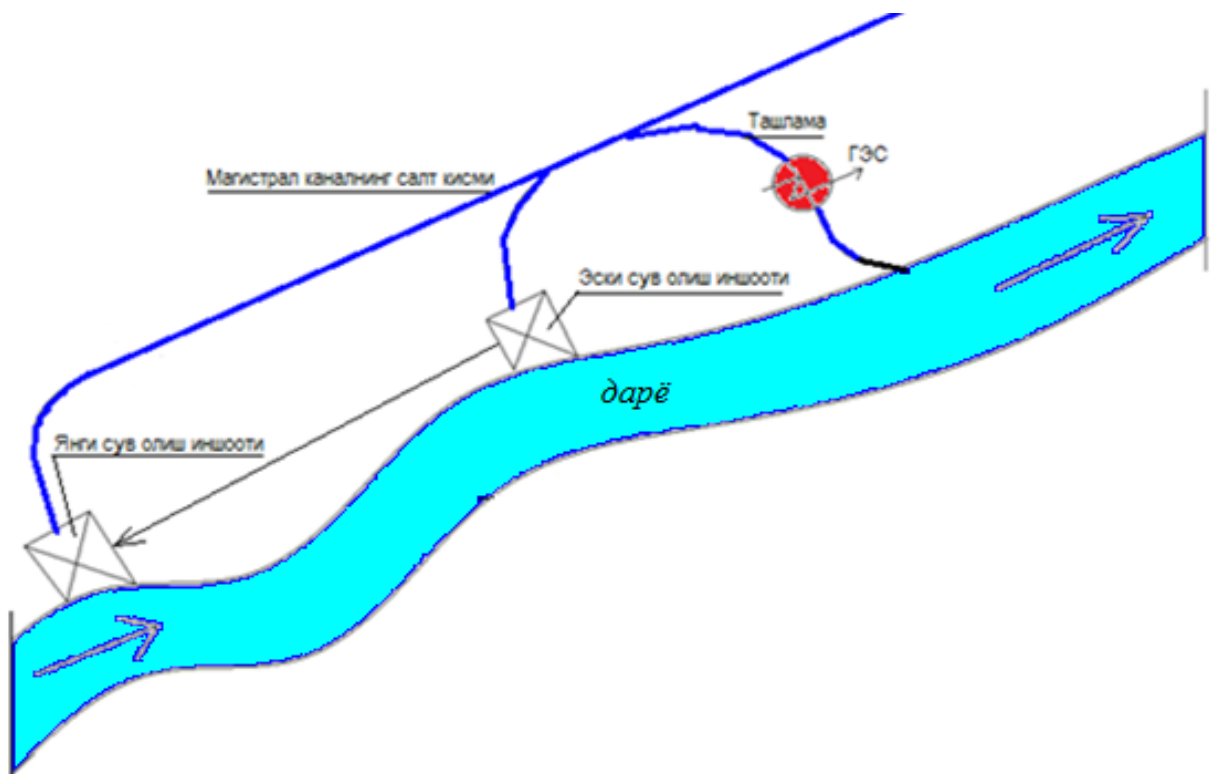 Ташлама
ГЭС
Магистрал каналнинг салт кисми
Эски сув олиш иншооти
дарё
Янги сув олиш иншооти